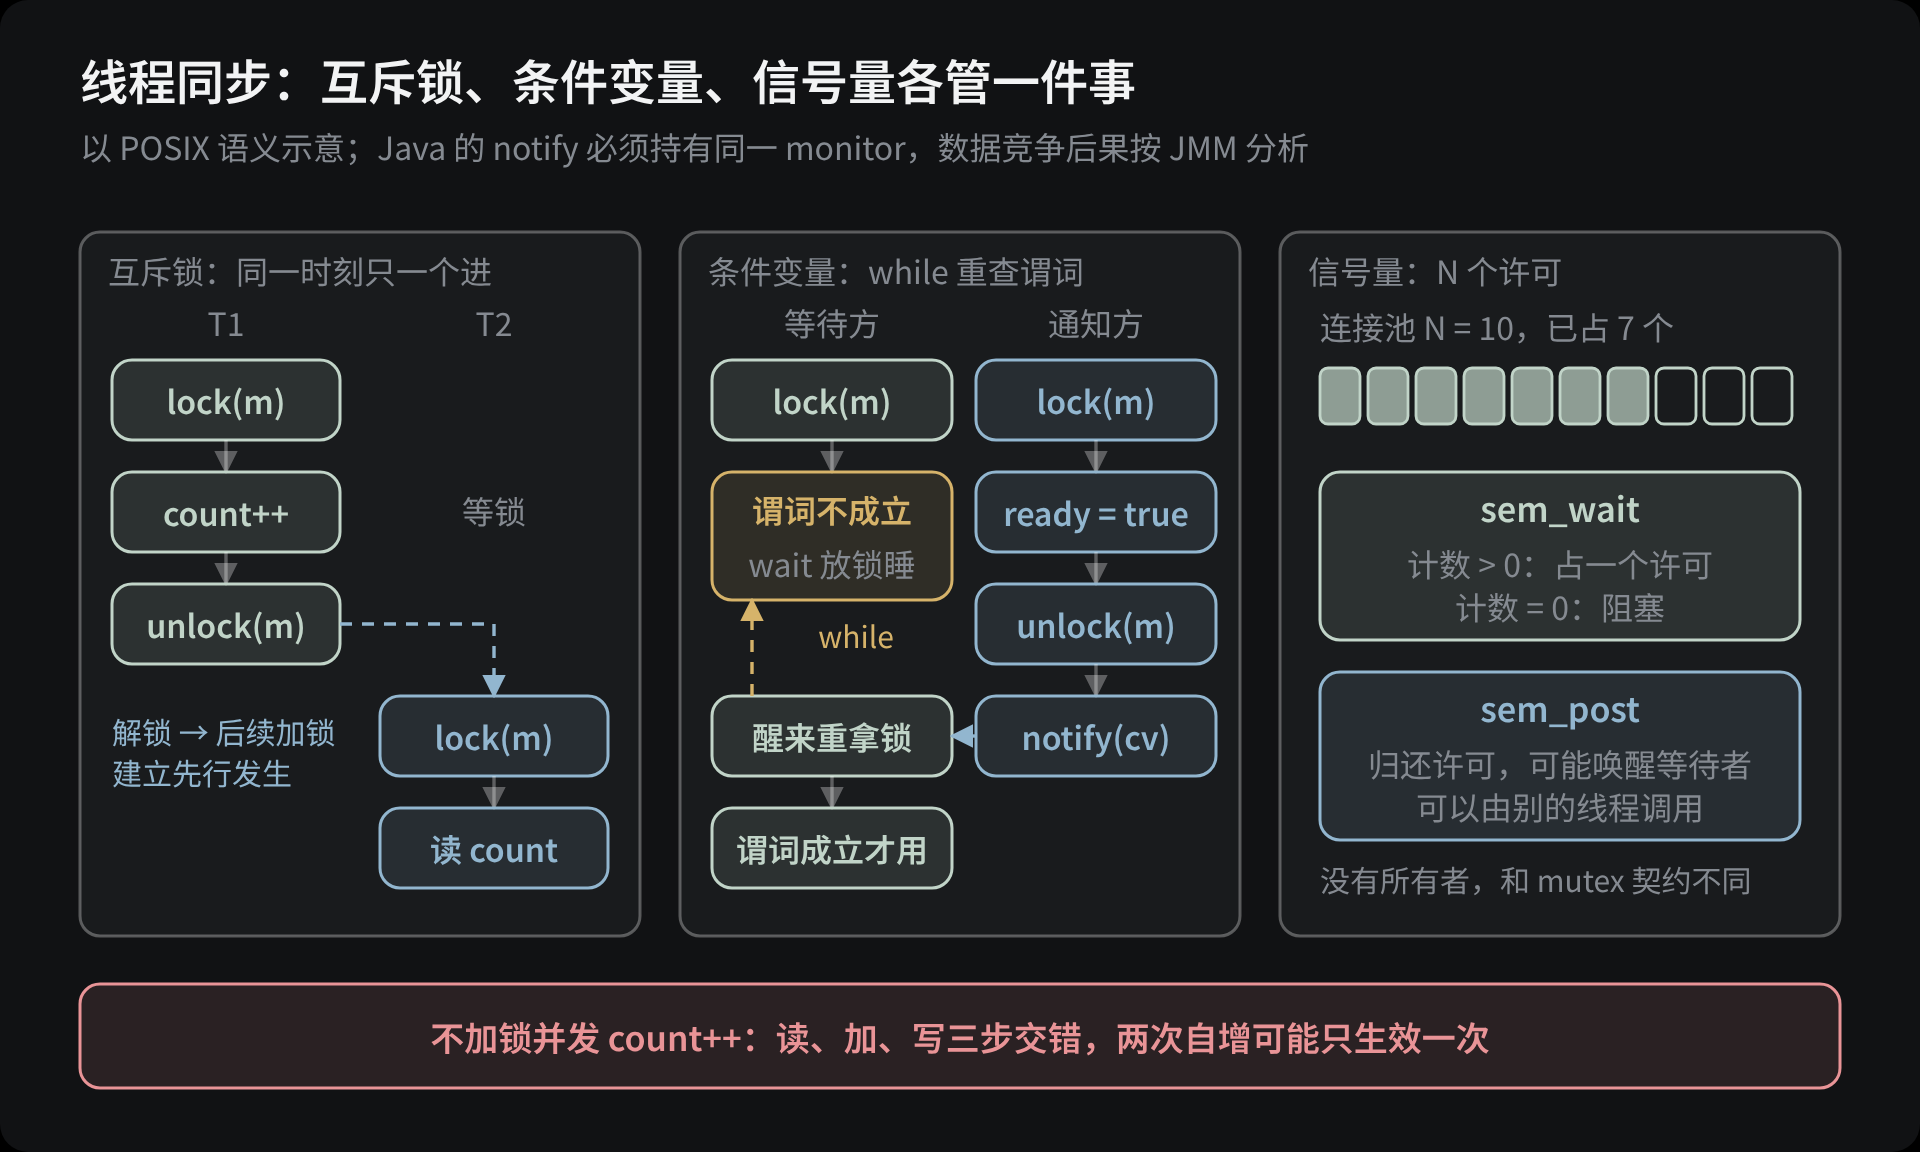 线程同步：互斥锁、条件变量、信号量各管一件事
以 POSIX 语义示意；Java 的 notify 必须持有同一 monitor，数据竞争后果按 JMM 分析
互斥锁：同一时刻只一个进
T1
T2
lock(m)
count++
等锁
unlock(m)
解锁 → 后续加锁
建立先行发生
lock(m)
读 count
条件变量：while 重查谓词
等待方
通知方
lock(m)
lock(m)
谓词不成立
wait 放锁睡
ready = true
while
unlock(m)
醒来重拿锁
notify(cv)
谓词成立才用
信号量：N 个许可
连接池 N = 10，已占 7 个
sem_wait
计数 > 0：占一个许可
计数 = 0：阻塞
sem_post
归还许可，可能唤醒等待者
可以由别的线程调用
没有所有者，和 mutex 契约不同
不加锁并发 count++：读、加、写三步交错，两次自增可能只生效一次